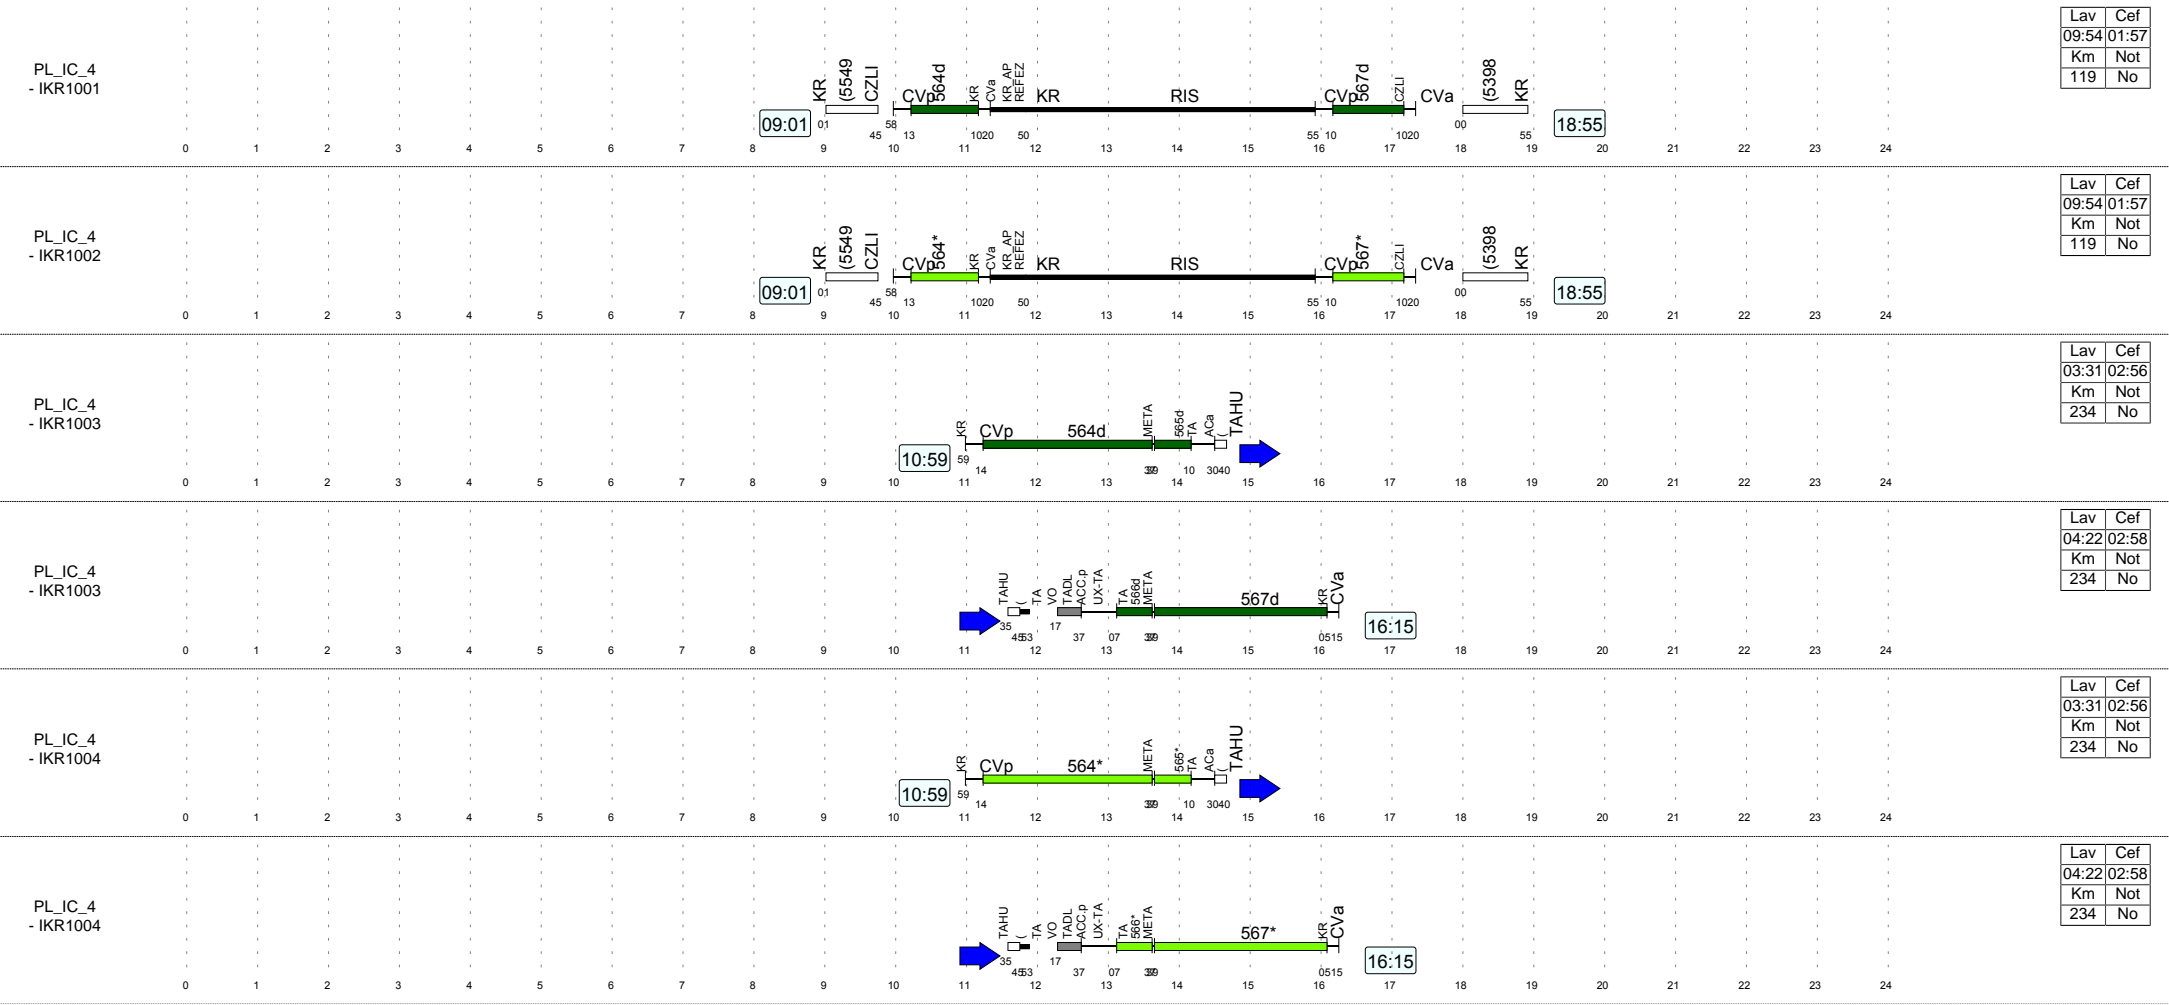 PL_IC_4
- IKR1001
09:01
KR (5549 CZLI CVp 564d KR CVa KR_AP REFEZ KR RIS CVp 567d CZLI CVa (5398 KR
18:55
01 45 58 13 10 20 50 55 10 10 20 00 55
0 1 2 3 4 5 6 7 8 9 10 11 12 13 14 15 16 17 18 19 20 21 22 23 24
Lav Cef
09:54 01:57
Km Not
119 No
PL_IC_4
- IKR1002
09:01
KR (5549 CZLI CVp 564* KR CVa KR_AP REFEZ KR RIS CVp 567* CZLI CVa (5398 KR
18:55
01 45 58 13 10 20 50 55 10 10 20 00 55
0 1 2 3 4 5 6 7 8 9 10 11 12 13 14 15 16 17 18 19 20 21 22 23 24
Lav Cef
09:54 01:57
Km Not
119 No
PL_IC_4
- IKR1003
10:59
KR CVp 564d META 565d TA ACa ( TAHU
59 14 37 39 10 30 40
0 1 2 3 4 5 6 7 8 9 10 11 12 13 14 15 16 17 18 19 20 21 22 23 24
Lav Cef
03:31 02:56
Km Not
234 No
PL_IC_4
- IKR1003
TAHU ( TA VO TADL ACC.p UX-TA TA 566d META 567d KR CVa
16:15
35 45 53 17 37 07 37 39 05 15
0 1 2 3 4 5 6 7 8 9 10 11 12 13 14 15 16 17 18 19 20 21 22 23 24
Lav Cef
04:22 02:58
Km Not
234 No
PL_IC_4
- IKR1004
10:59
KR CVp 564* META 565* TA ACa ( TAHU
59 14 37 39 10 30 40
0 1 2 3 4 5 6 7 8 9 10 11 12 13 14 15 16 17 18 19 20 21 22 23 24
Lav Cef
03:31 02:56
Km Not
234 No
PL_IC_4
- IKR1004
TAHU ( TA VO TADL ACC.p UX-TA TA 566* META 567* KR CVa
16:15
35 45 53 17 37 07 37 39 05 15
0 1 2 3 4 5 6 7 8 9 10 11 12 13 14 15 16 17 18 19 20 21 22 23 24
Lav Cef
04:22 02:58
Km Not
234 No